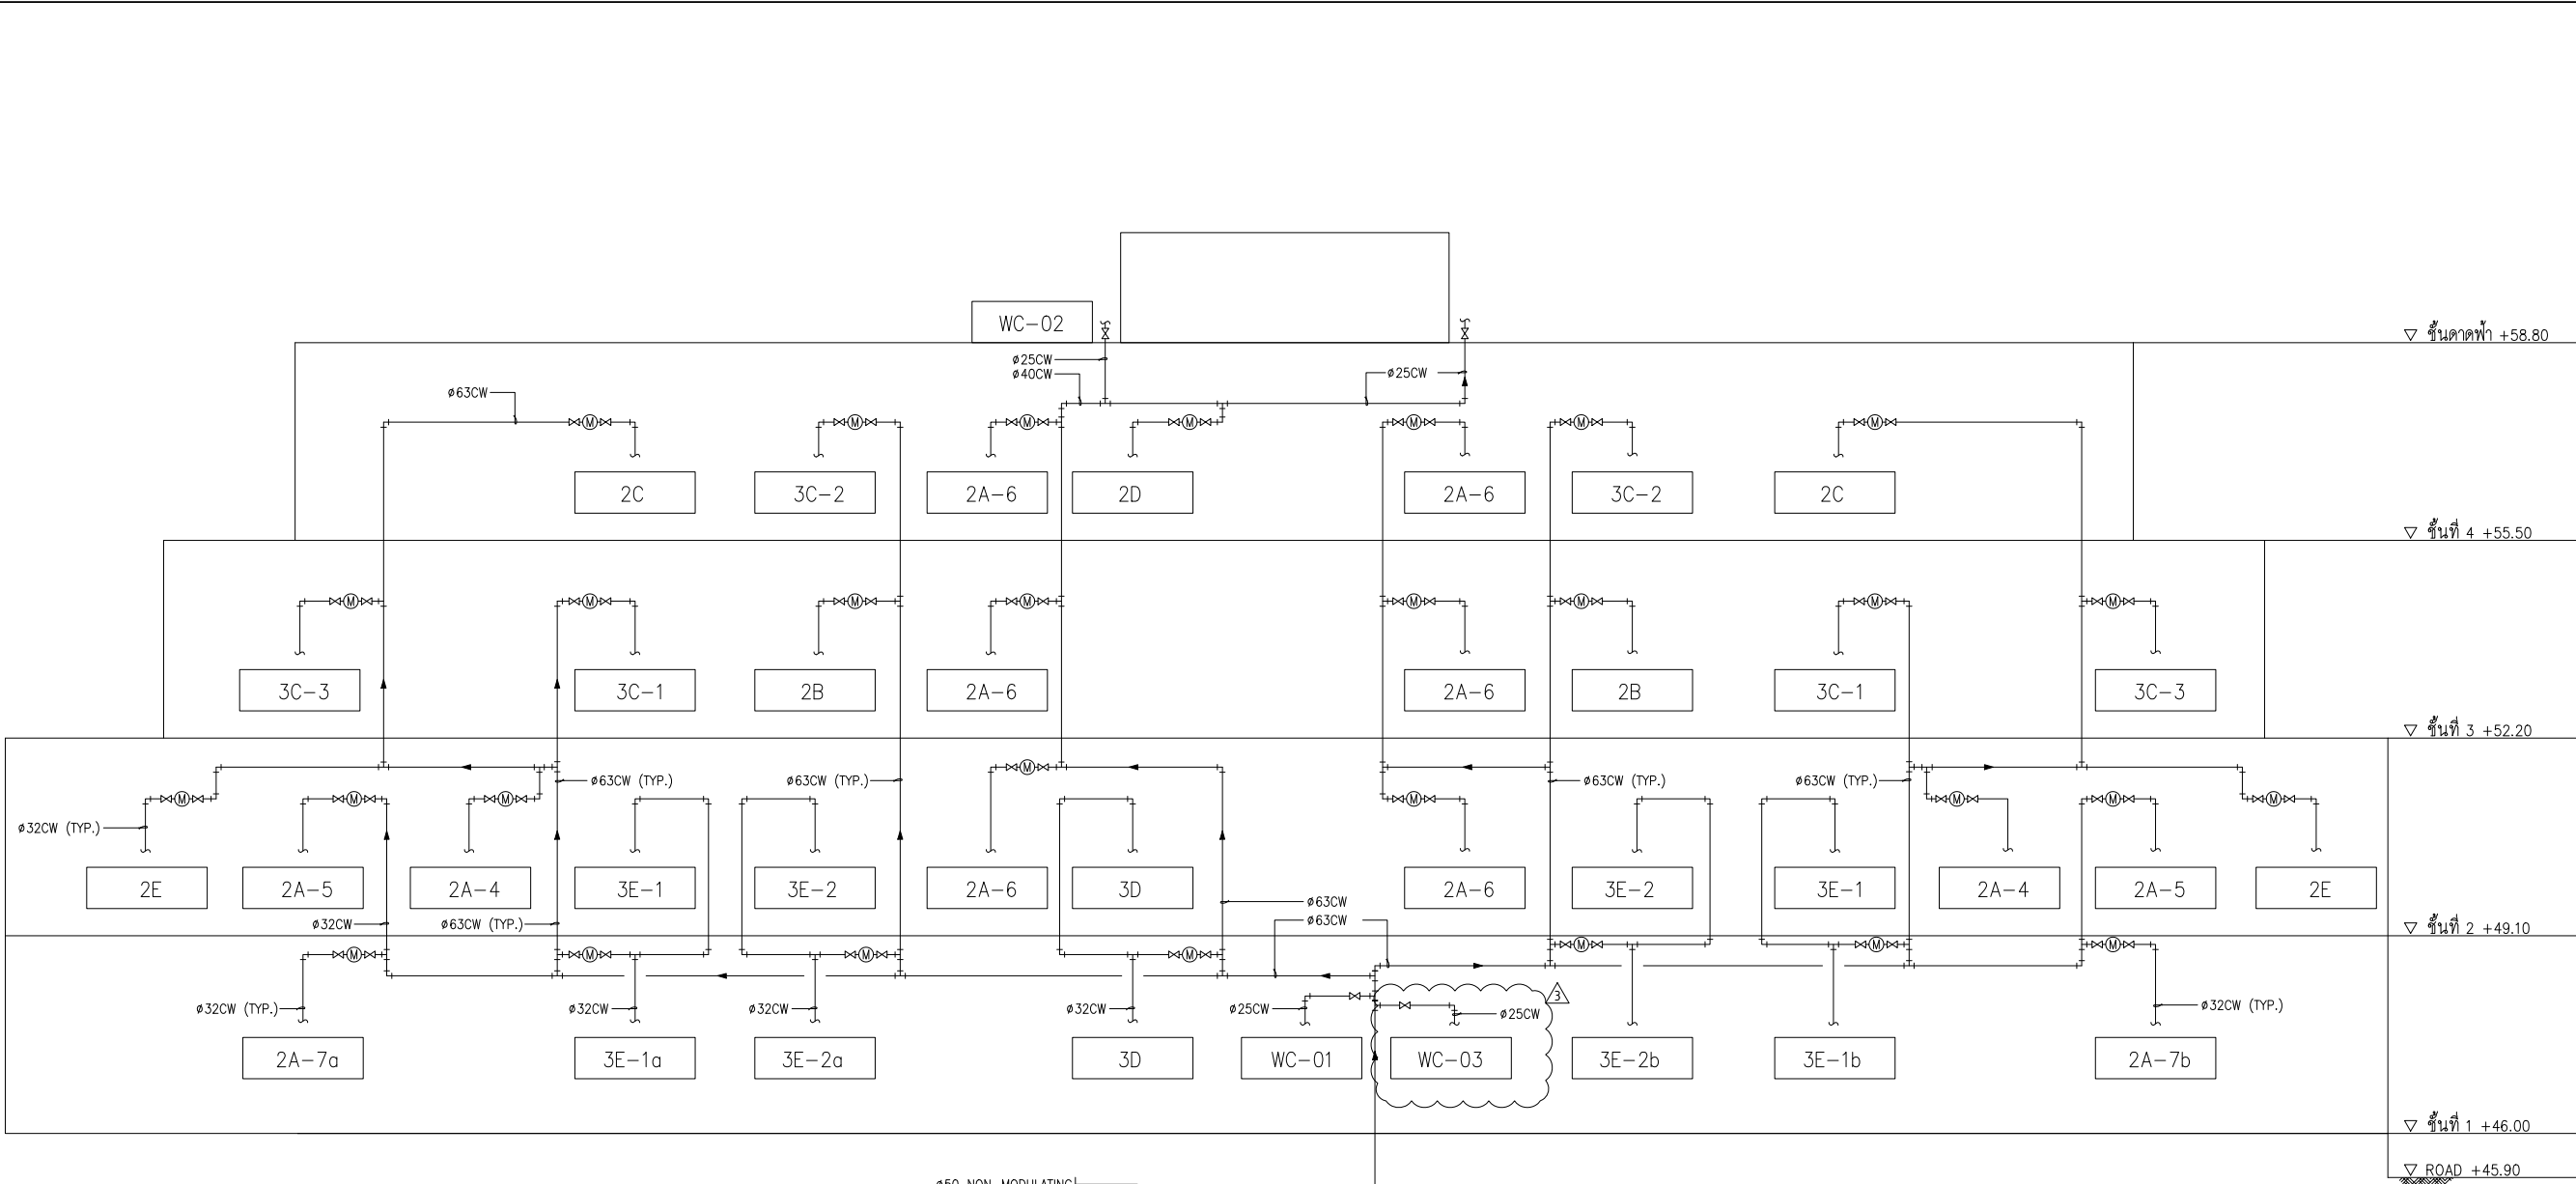 WC-02
▽ ชั้นดาดฟ้า +58.80
ø25CW
ø40CW
ø25CW
ø63CW
M M M M M M M
2C 3C-2 2A-6 2D 2A-6 3C-2 2C
▽ ชั้นที่ 4 +55.50
M M M M M M M M
3C-3 3C-1 2B 2A-6 2A-6 2B 3C-1 3C-3
▽ ชั้นที่ 3 +52.20
M
ø63CW (TYP.) ø63CW (TYP.) ø63CW (TYP.) ø63CW (TYP.)
M M M M M M M
ø32CW (TYP.)
2E 2A-5 2A-4 3E-1 3E-2 2A-6 3D 2A-6 3E-2 3E-1 2A-4 2A-5 2E
ø63CW
ø32CW ø63CW (TYP.) ø63CW
▽ ชั้นที่ 2 +49.10
M M M M M M M
3
ø32CW (TYP.) ø32CW ø32CW ø32CW ø25CW ø25CW ø32CW (TYP.)
2A-7a 3E-1a 3E-2a 3D WC-01 WC-03 3E-2b 3E-1b 2A-7b
▽ ชั้นที่ 1 +46.00
▽ ROAD +45.90
ø50 NON-MODULATING